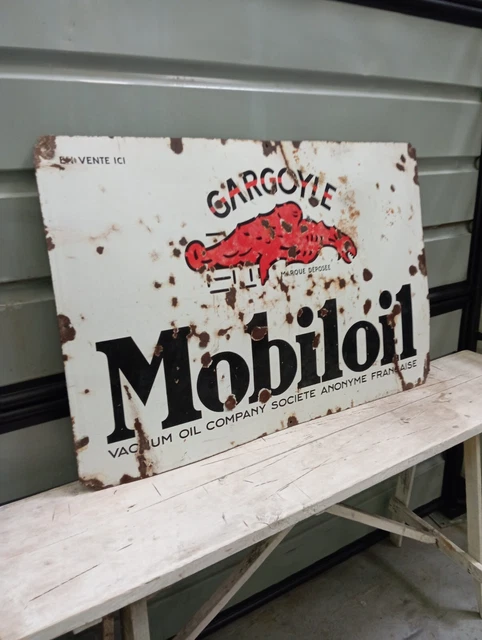 EN VENTE ICI
GARGOYLE
MARQUE DÉPOSÉE
Mobiloil
VACUUM OIL COMPANY SOCIÉTÉ ANONYME FRANÇAISE